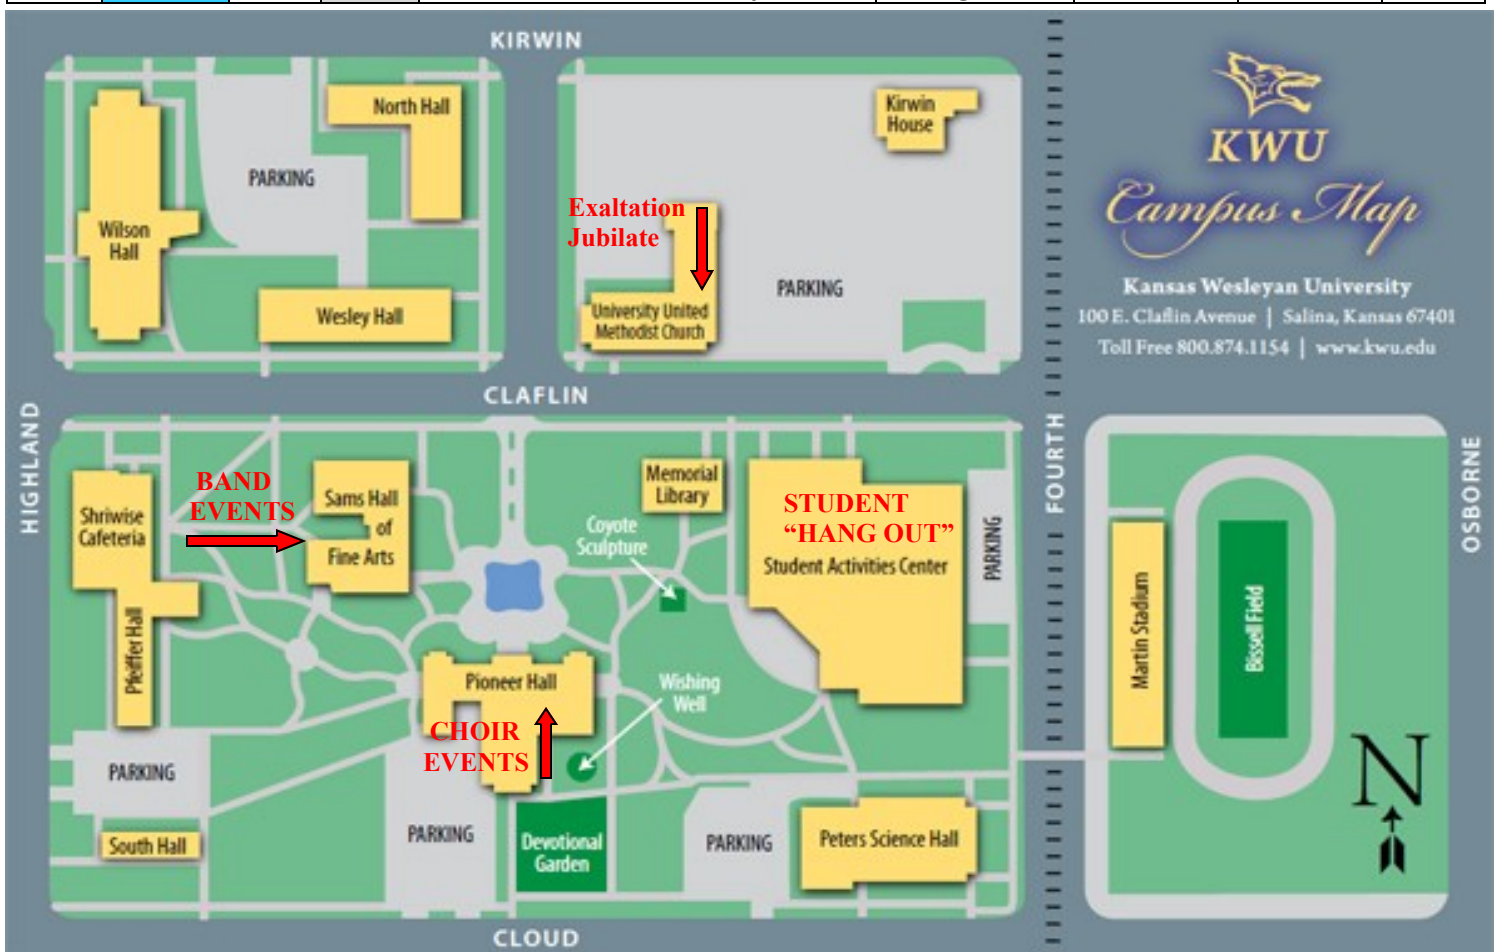 KIRWIN
North Hall
PARKING
Wilson
Hall
Wesley Hall
Kirwin
House
Exaltation
Jubilate
PARKING
University United
Methodist Church
KWU
Campus Map
Kansas Wesleyan University
100 E. Claflin Avenue | Salina, Kansas 67401
Toll Free 800.874.1154 | www.kwu.edu
CLAFLIN
HIGHLAND
FOURTH
OSBORNE
BAND
EVENTS
Shriwise
Cafeteria
Sams Hall
of
Fine Arts
Memorial
Library
Coyote
Sculpture
STUDENT
“HANG OUT”
Student Activities Center
PARKING
Pfeiffer Hall
Pioneer Hall
Wishing
Well
CHOIR
EVENTS
Martin Stadium
Bissell Field
N
PARKING
South Hall
PARKING
Devotional
Garden
PARKING
Peters Science Hall
CLOUD